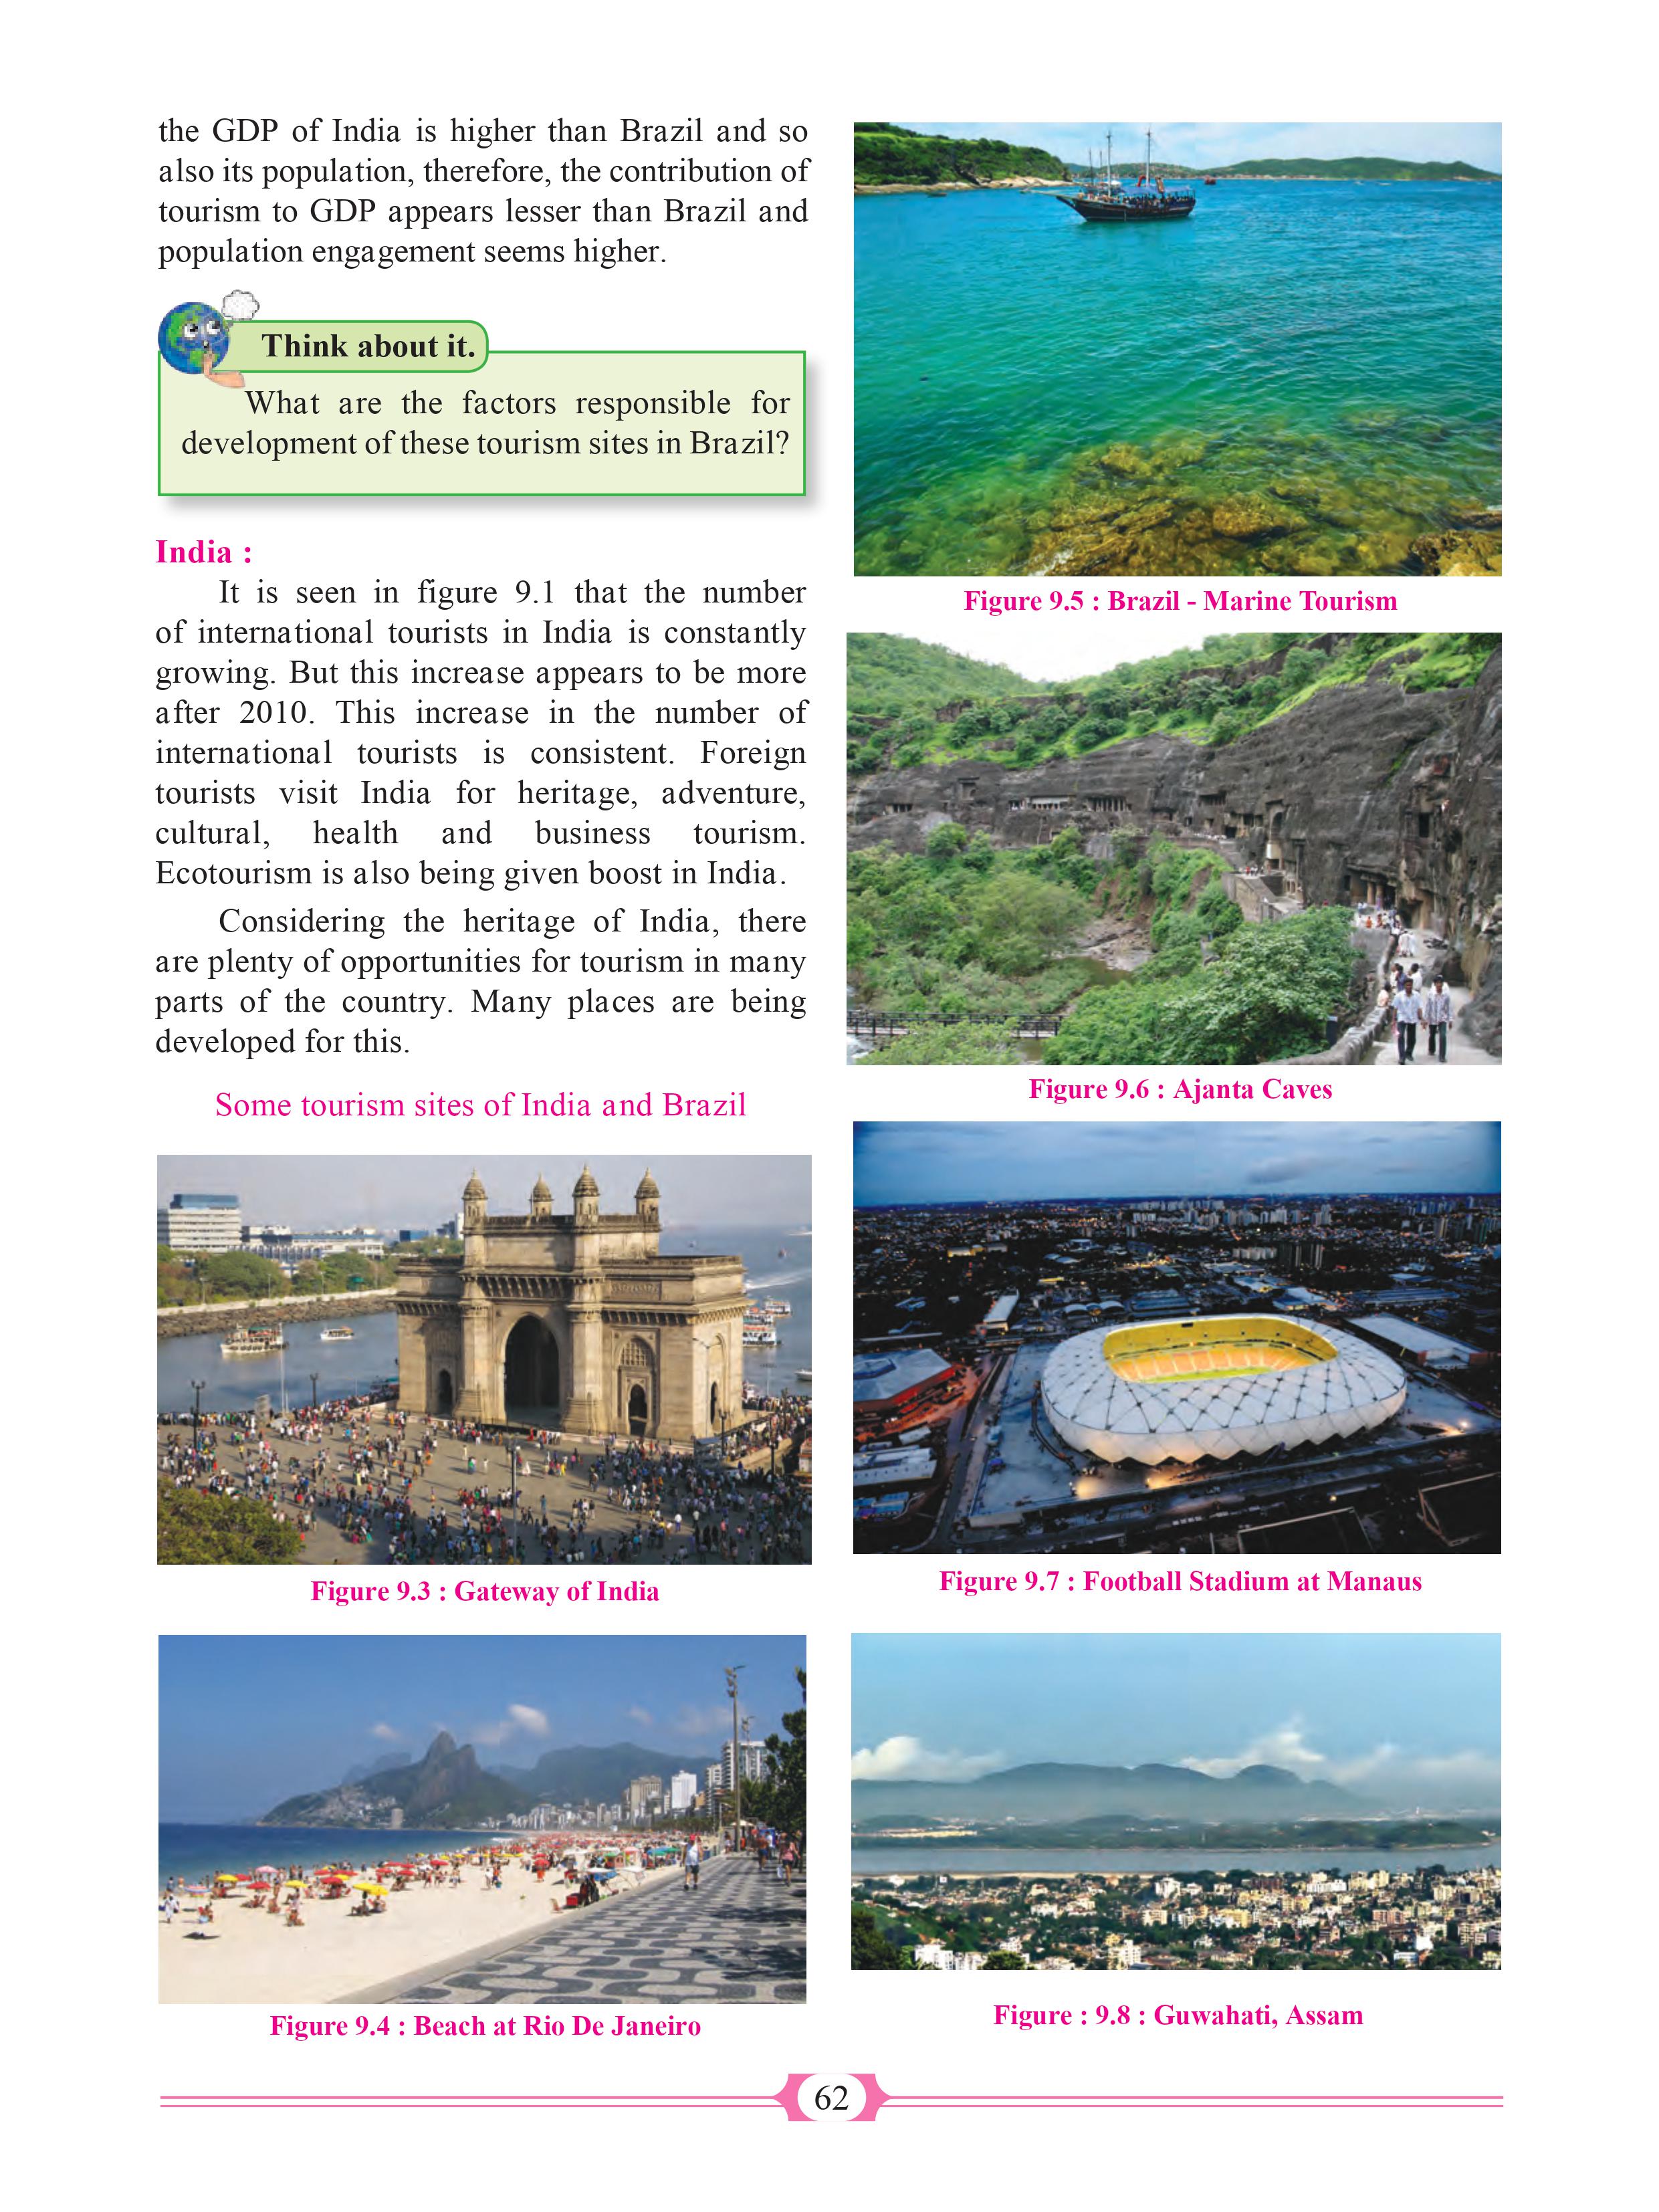 the GDP of India is higher than Brazil and so
also its population, therefore, the contribution of
tourism to GDP appears lesser than Brazil and
population engagement seems higher.
Think about it.
What are the factors responsible for
development of these tourism sites in Brazil?
India :
It is seen in figure 9.1 that the number
of international tourists in India is constantly
growing. But this increase appears to be more
after 2010. This increase in the number of
international tourists is consistent. Foreign
tourists visit India for heritage, adventure,
cultural, health and business tourism.
Ecotourism is also being given boost in India.
Considering the heritage of India, there
are plenty of opportunities for tourism in many
parts of the country. Many places are being
developed for this.
Some tourism sites of India and Brazil
Figure 9.3 : Gateway of India
Figure 9.4 : Beach at Rio De Janeiro
Figure 9.5 : Brazil - Marine Tourism
Figure 9.6 : Ajanta Caves
Figure 9.7 : Football Stadium at Manaus
Figure : 9.8 : Guwahati, Assam
62